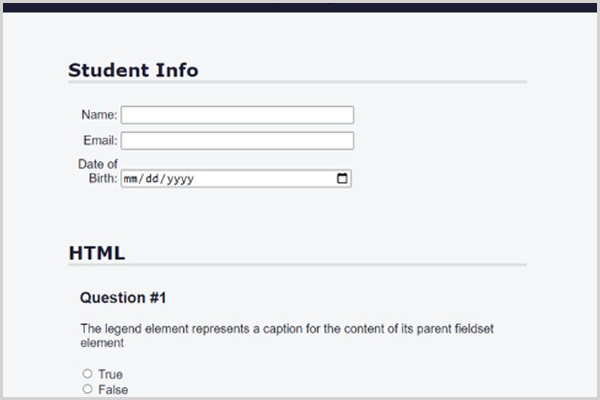 Student Info
Name:
Email:
Date of
Birth: mm/dd/yyyy
HTML
Question #1
The legend element represents a caption for the content of its parent fieldset
element
True
False